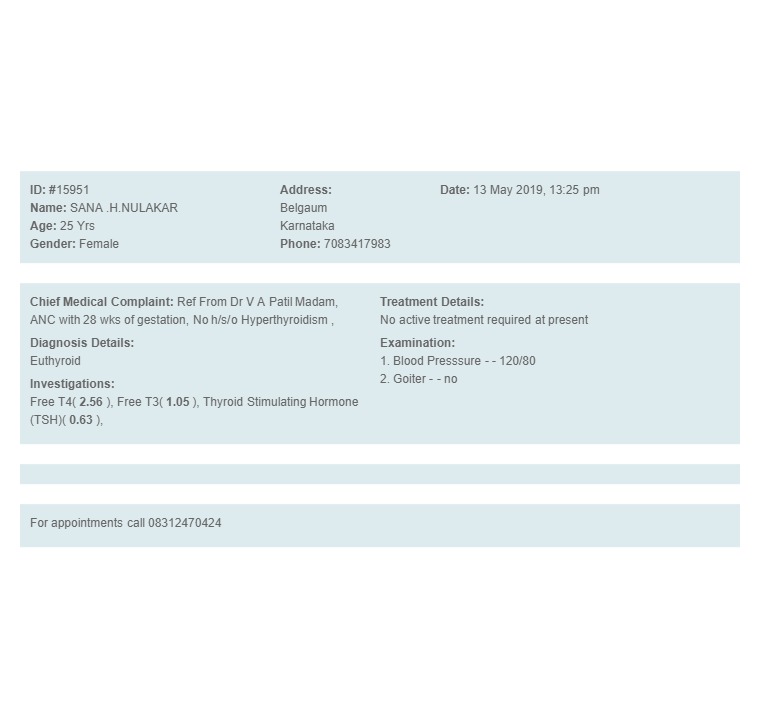 ID: #15951
Name: SANA .H.NULAKAR
Age: 25 Yrs
Gender: Female
Address:
Belgaum
Karnataka
Phone: 7083417983
Date: 13 May 2019, 13:25 pm
Chief Medical Complaint: Ref From Dr V A Patil Madam,
ANC with 28 wks of gestation, No h/s/o Hyperthyroidism ,
Diagnosis Details:
Euthyroid
Investigations:
Free T4( 2.56 ), Free T3( 1.05 ), Thyroid Stimulating Hormone
(TSH)( 0.63 ),
Treatment Details:
No active treatment required at present
Examination:
1. Blood Presssure - - 120/80
2. Goiter - - no
For appointments call 08312470424